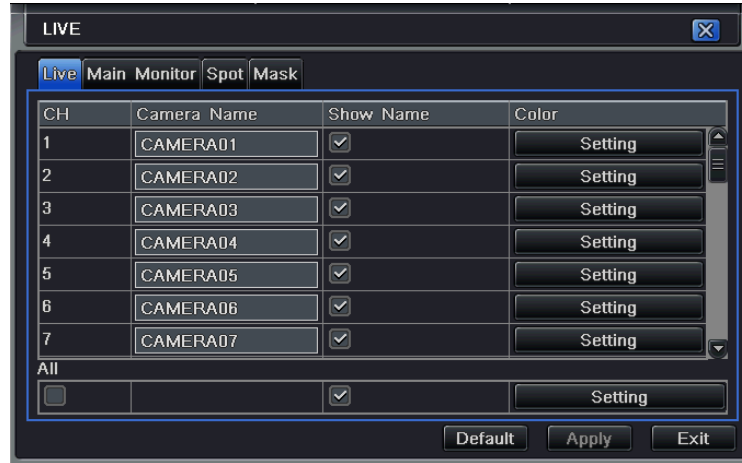 LIVE
Live Main Monitor Spot Mask
CH Camera Name Show Name Color
1 CAMERA01 Setting
2 CAMERA02 Setting
3 CAMERA03 Setting
4 CAMERA04 Setting
5 CAMERA05 Setting
6 CAMERA06 Setting
7 CAMERA07 Setting
All
Setting
Default Apply Exit